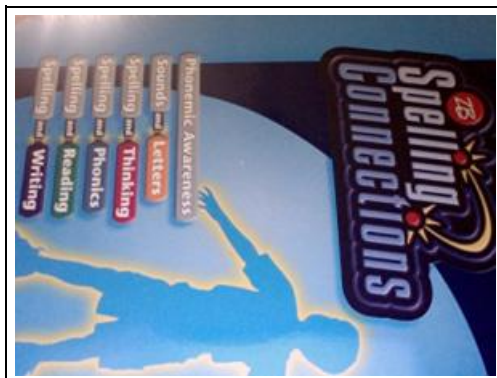 ZB
Spelling
Connections
Phonemic Awareness
Sounds and Letters
Spelling and Thinking
Spelling and Phonics
Spelling and Reading
Spelling and Writing